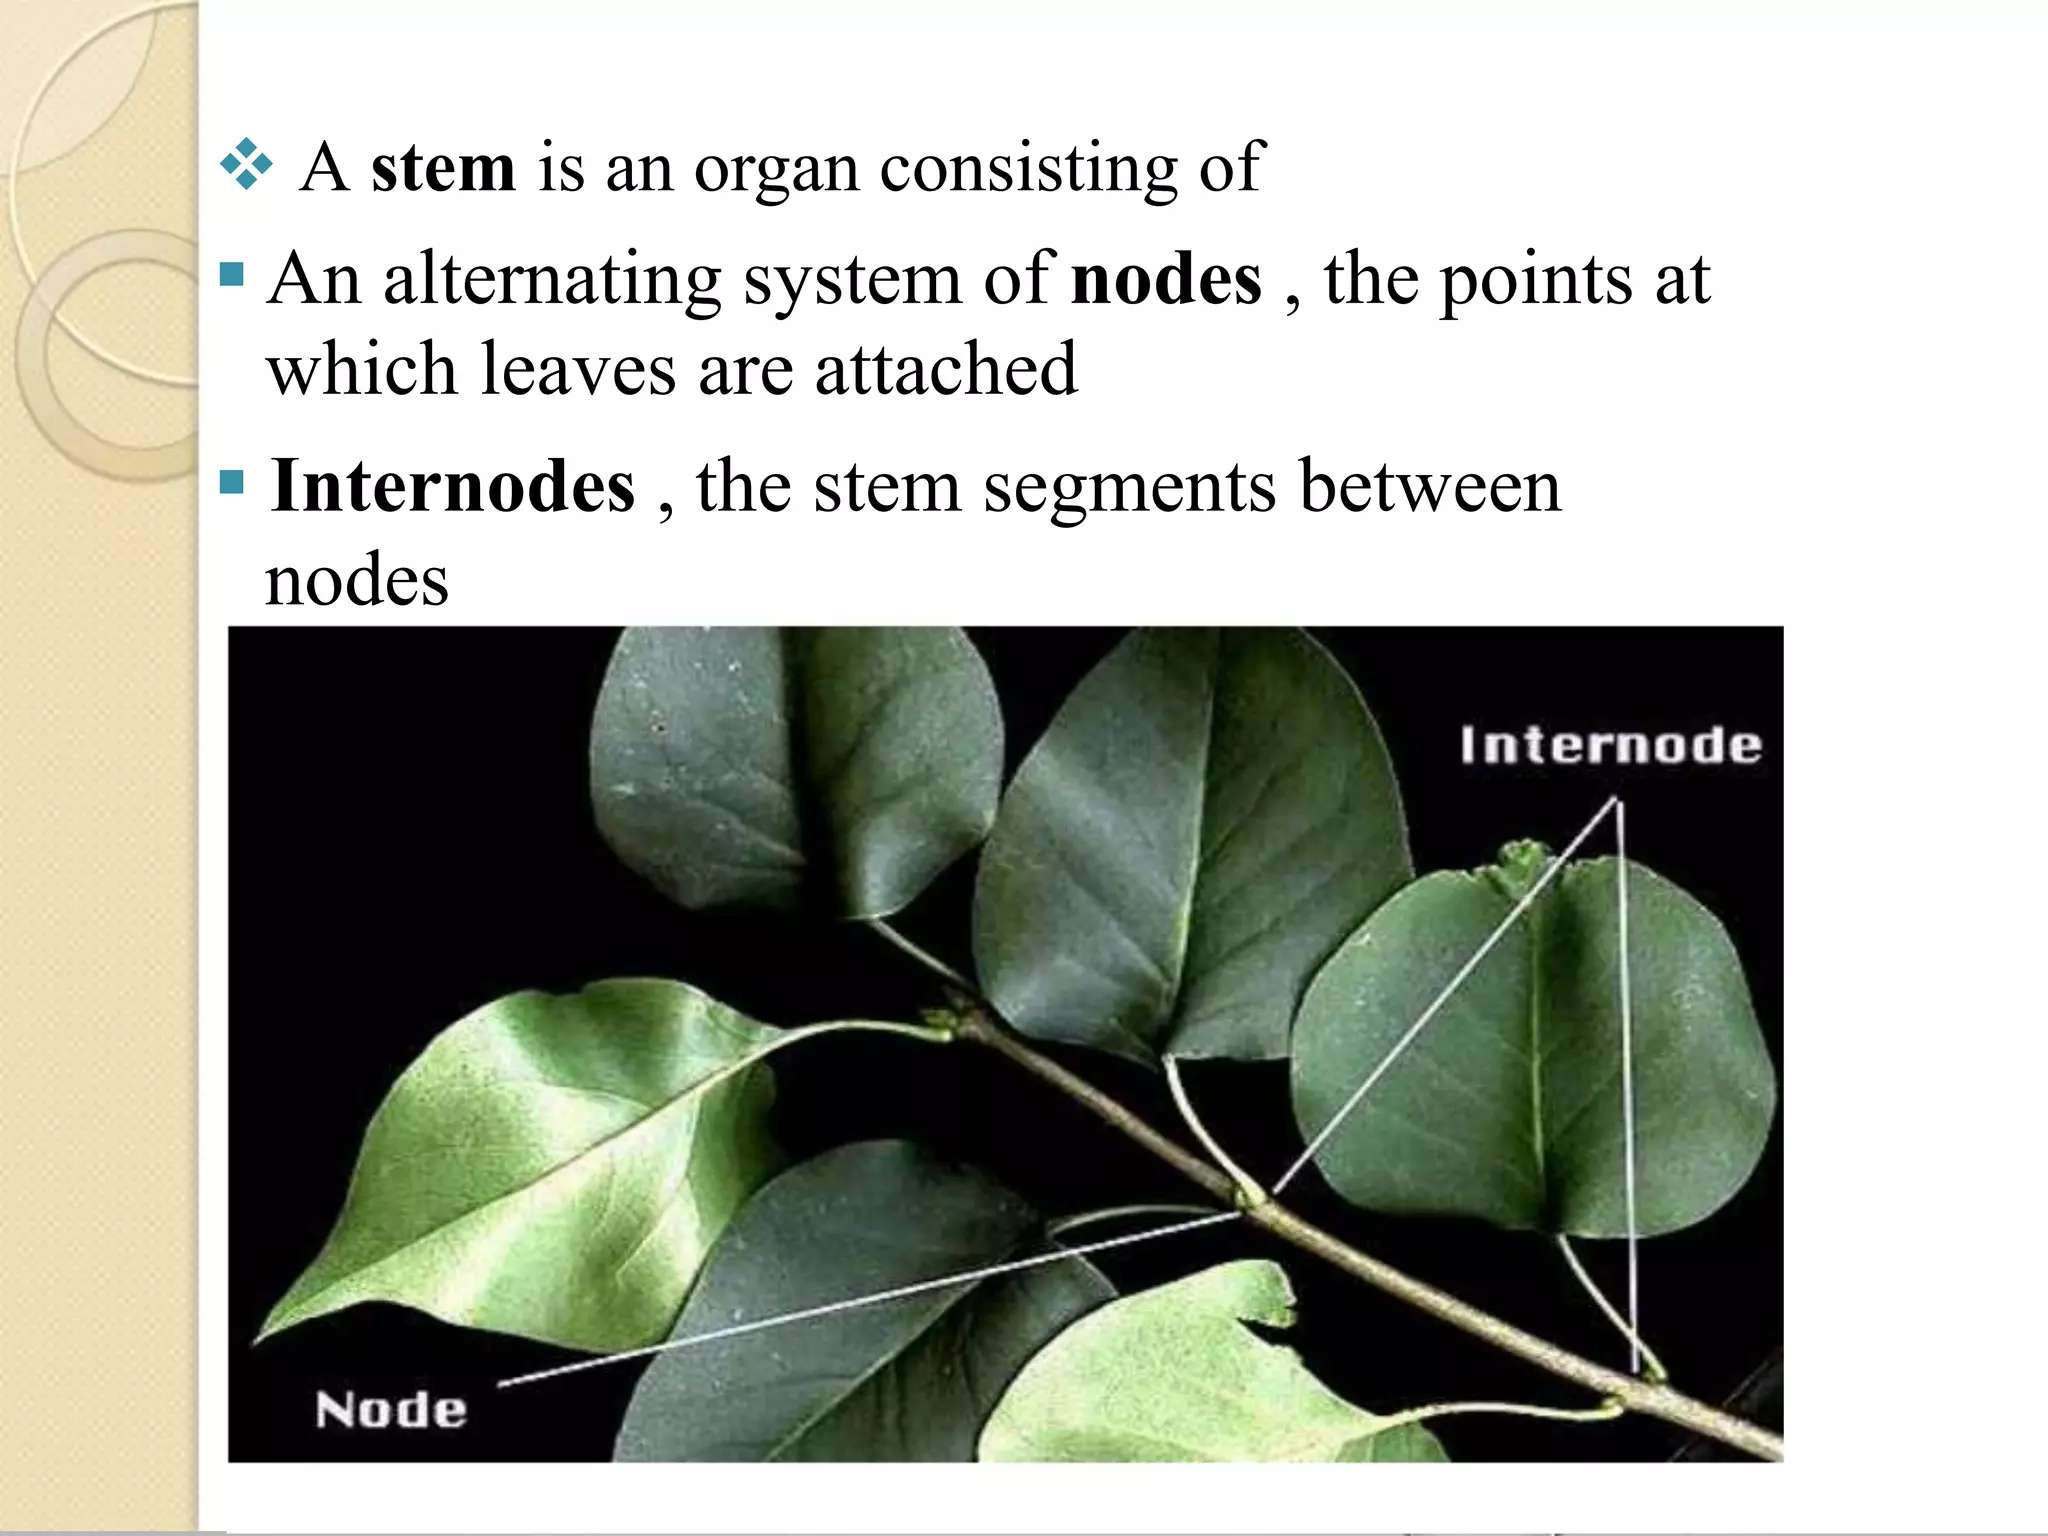 A stem is an organ consisting of
An alternating system of nodes , the points at
which leaves are attached
Internodes , the stem segments between
nodes
Internode
Node